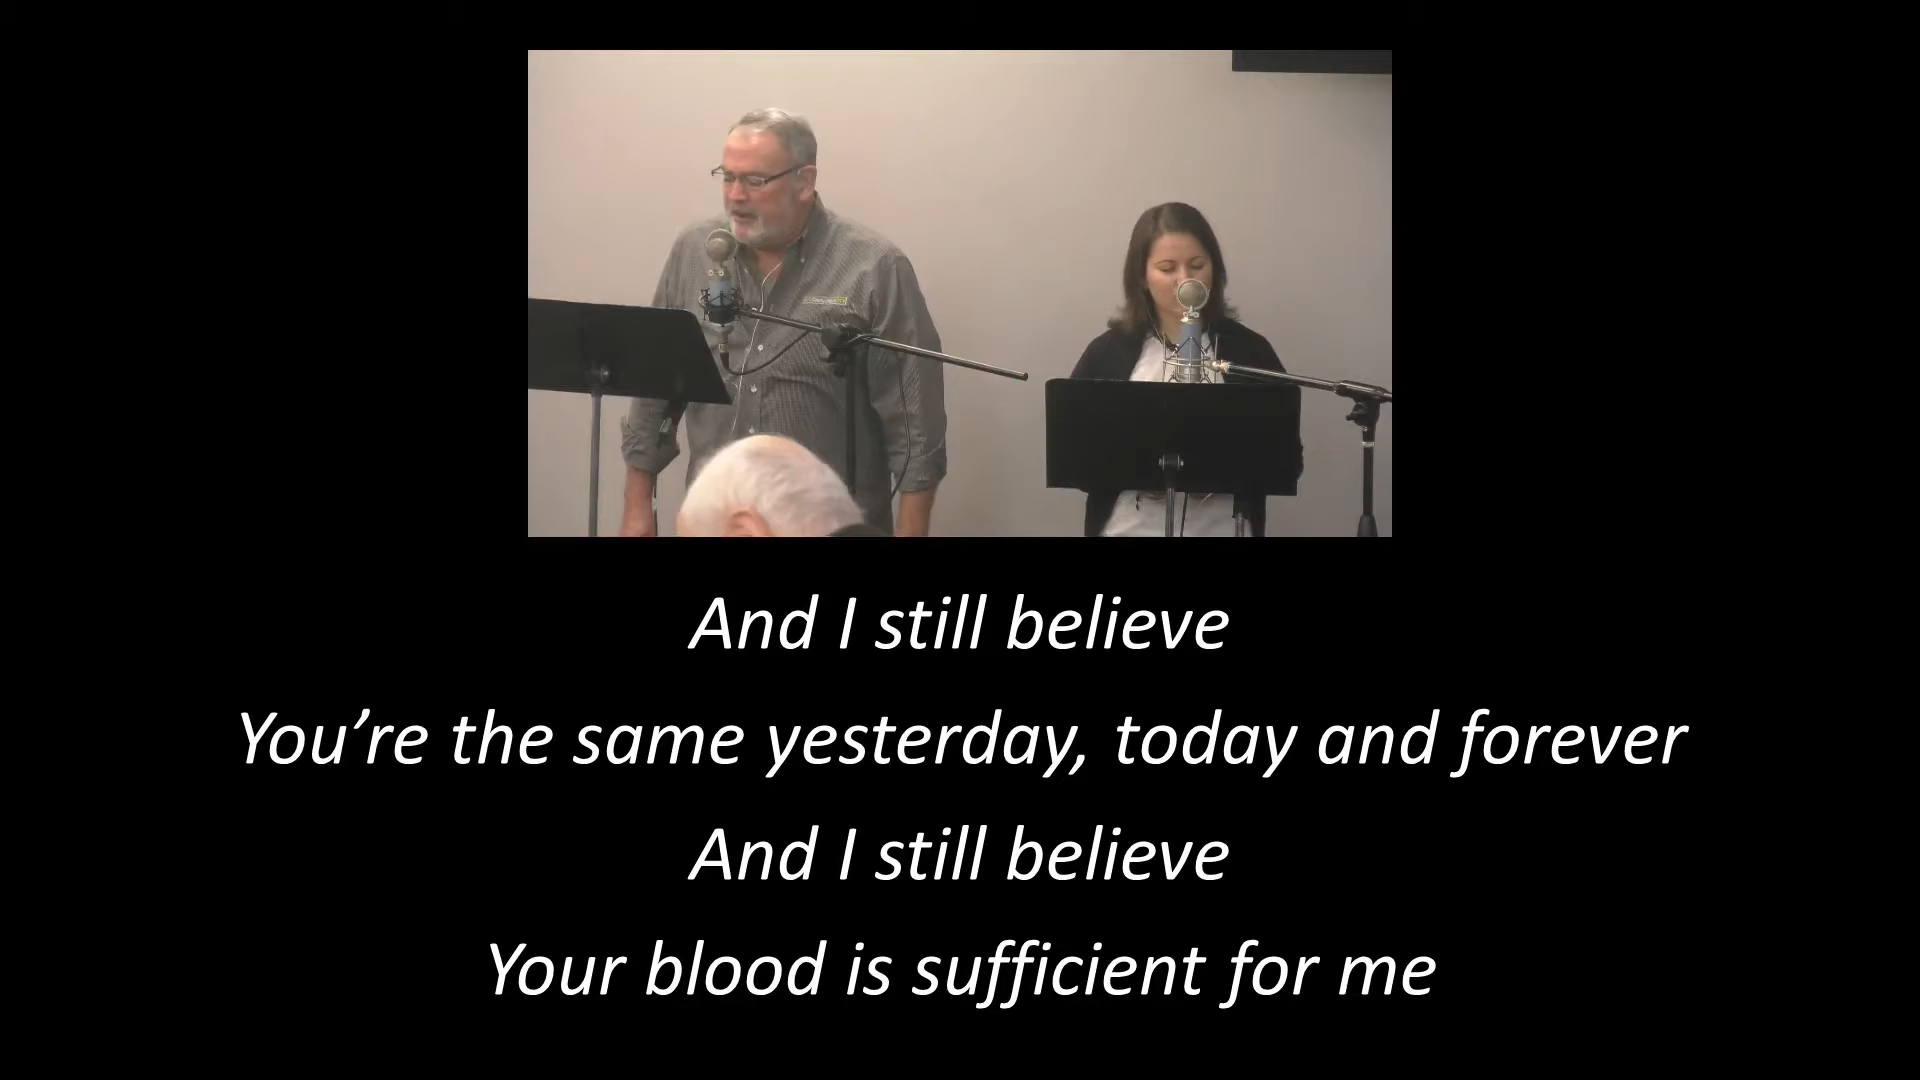 And I still believe
You’re the same yesterday, today and forever
And I still believe
Your blood is sufficient for me